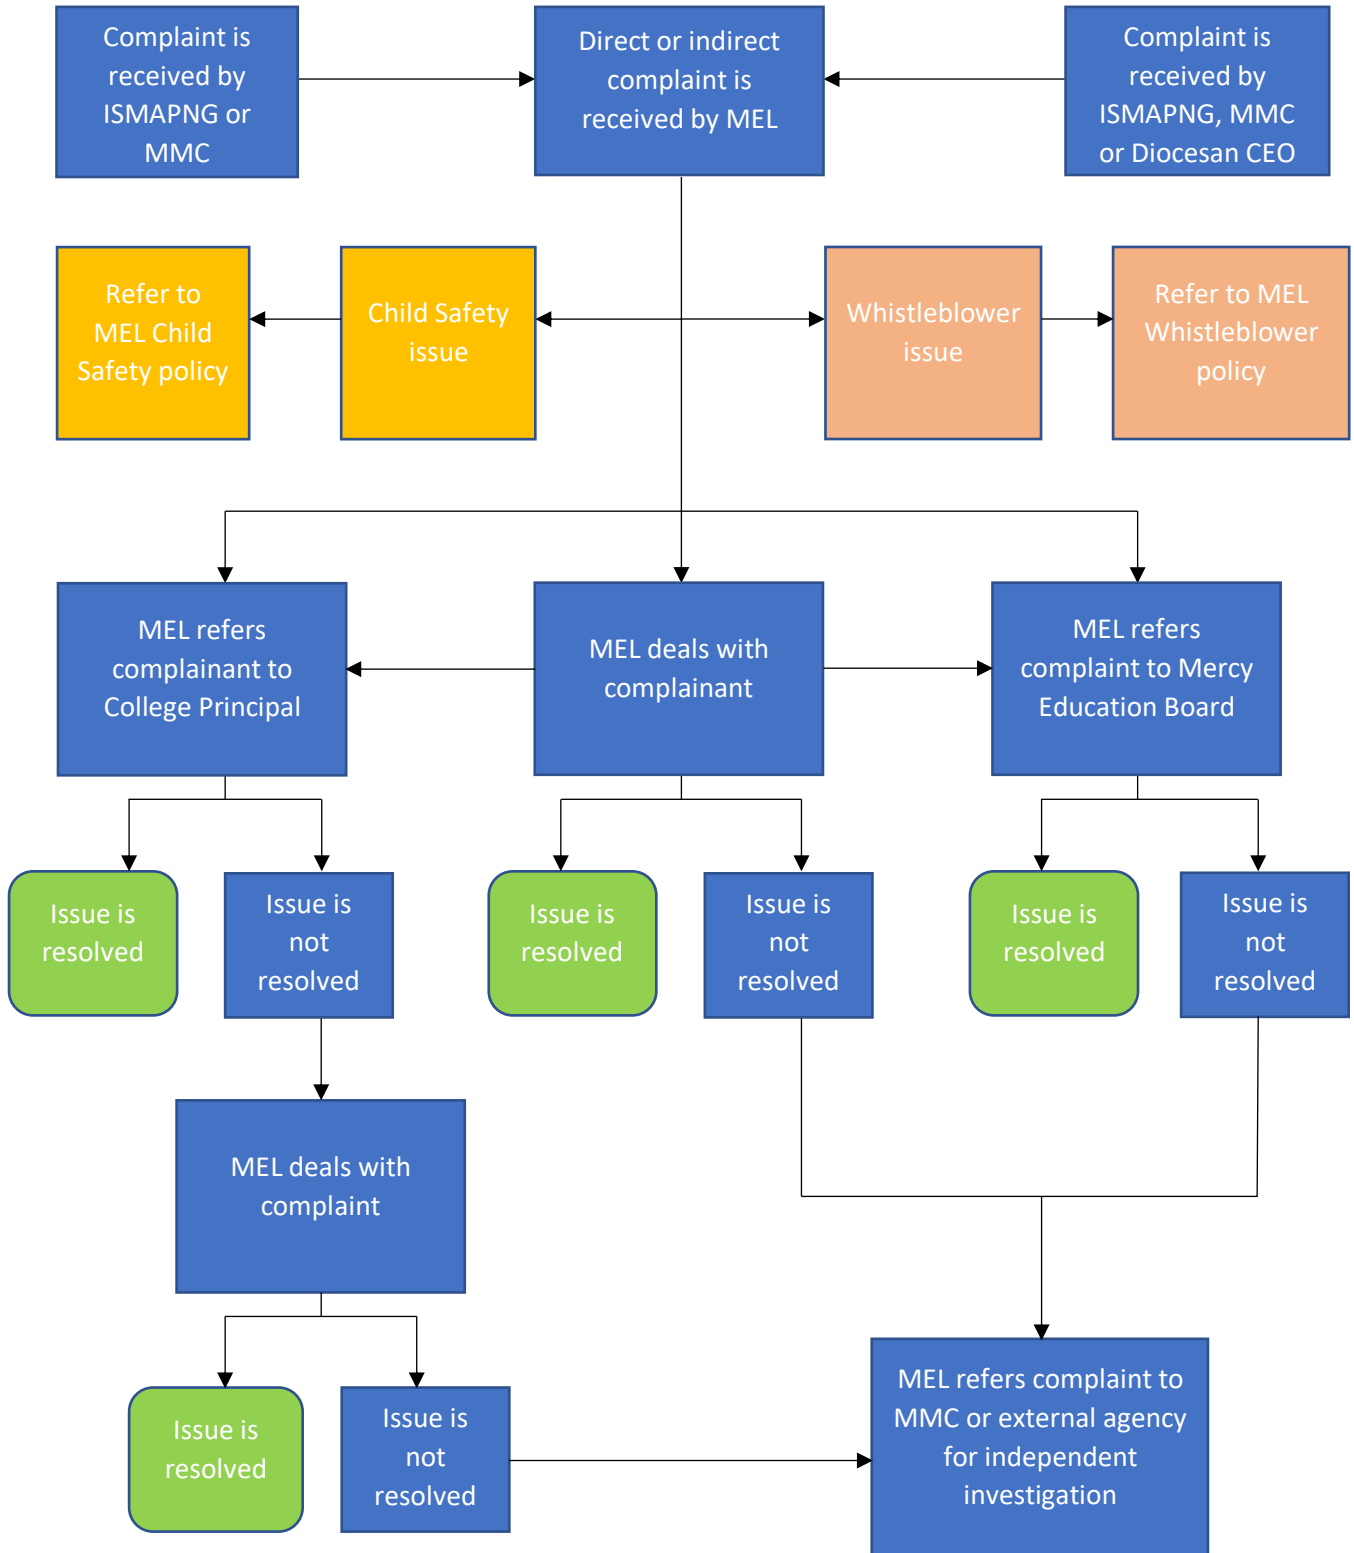 Complaint is
received by
ISMAPNG or
MMC
Direct or indirect
complaint is
received by MEL
Complaint is
received by
ISMAPNG, MMC
or Diocesan CEO
Refer to
MEL Child
Safety policy
Child Safety
issue
Whistleblower
issue
Refer to MEL
Whistleblower
policy
MEL refers
complainant to
College Principal
MEL deals with
complainant
MEL refers
complaint to Mercy
Education Board
Issue is
resolved
Issue is
not
resolved
Issue is
resolved
Issue is
not
resolved
Issue is
resolved
Issue is
not
resolved
MEL deals with
complaint
Issue is
resolved
Issue is
not
resolved
MEL refers complaint to
MMC or external agency
for independent
investigation